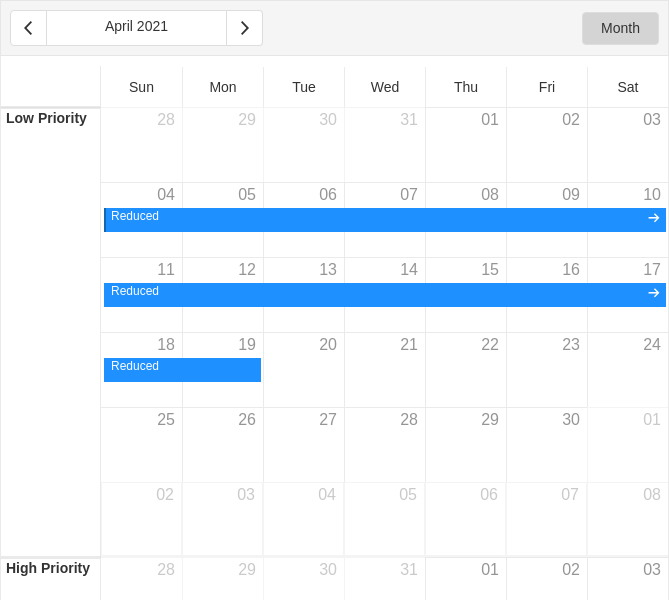 April 2021
Month
Sun Mon Tue Wed Thu Fri Sat
Low Priority 28 29 30 31 01 02 03
04 05 06 07 08 09 10
Reduced
11 12 13 14 15 16 17
Reduced
18 19 20 21 22 23 24
Reduced
25 26 27 28 29 30 01
02 03 04 05 06 07 08
High Priority 28 29 30 31 01 02 03